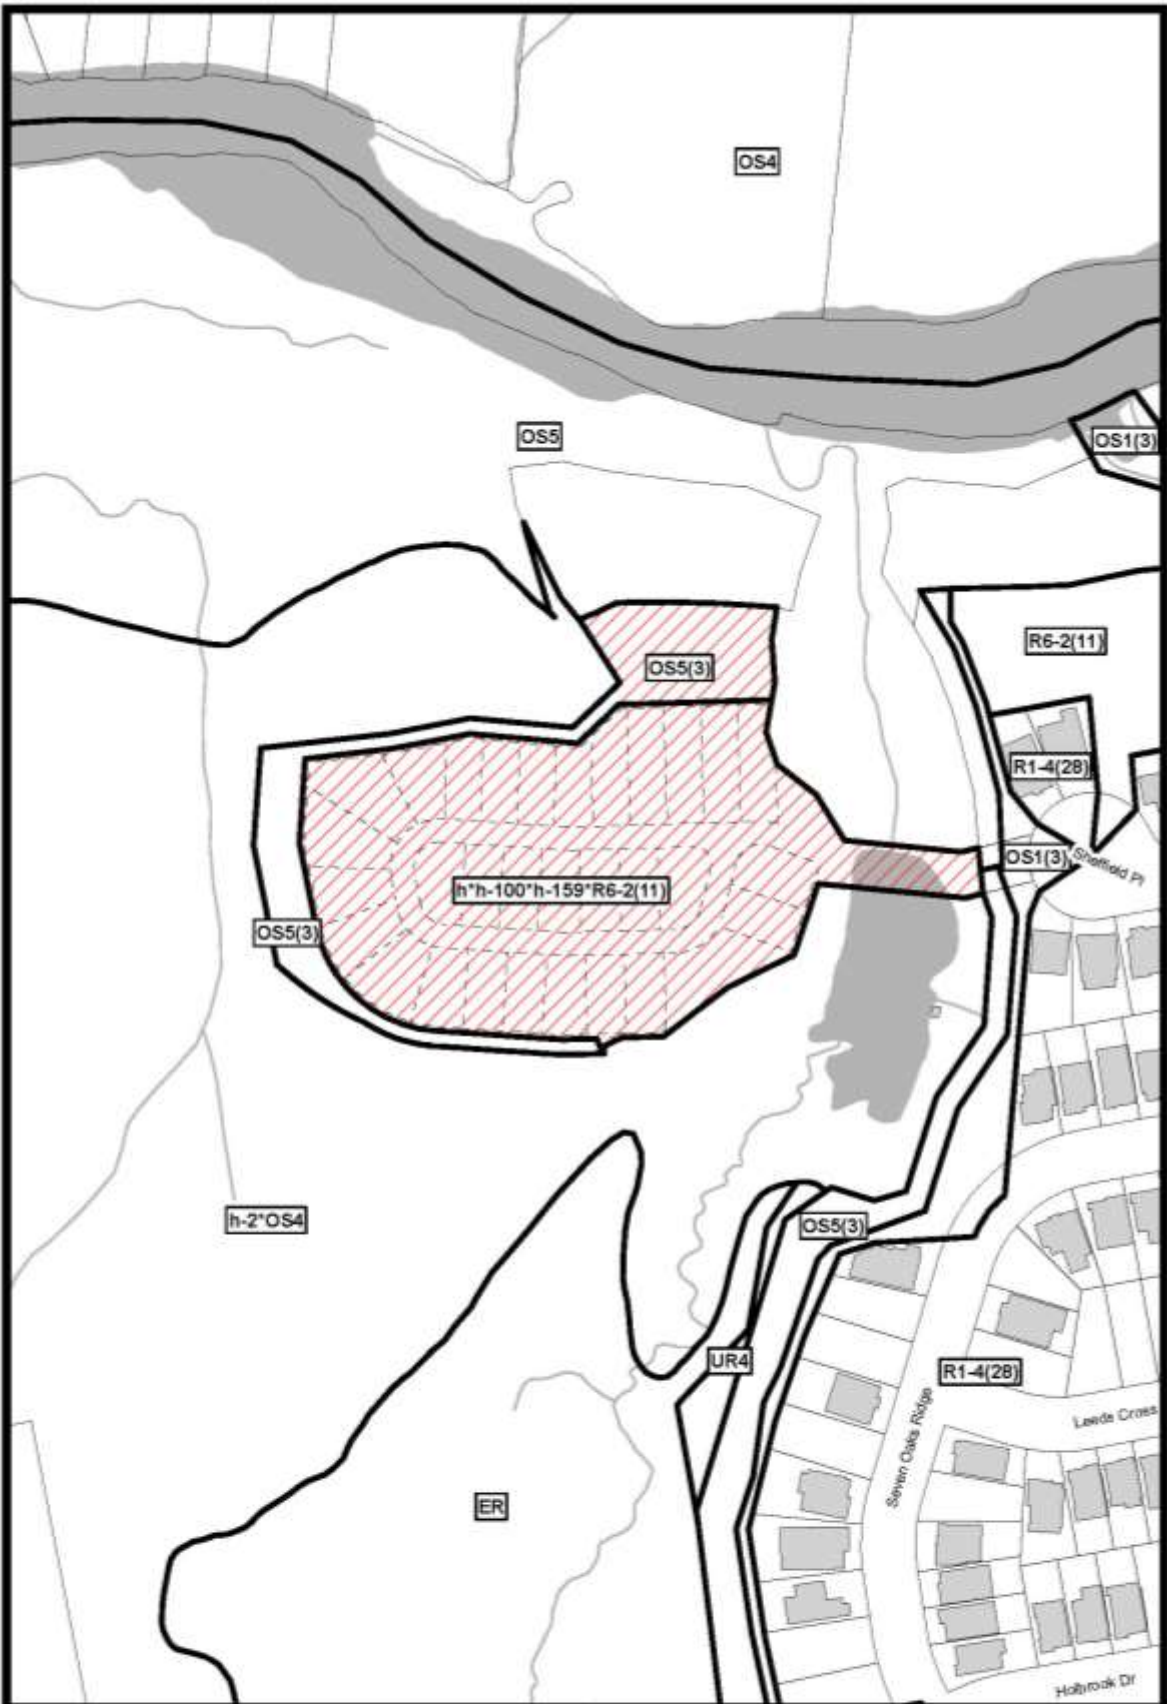 OS4
OS5
OS1(3)
R6-2(11)
OS5(3)
R1-4(28)
OS1(3)
Sheffield Pl
h*h-100*h-159*R6-2(11)
OS5(3)
h-2*OS4
OS5(3)
UR4
R1-4(28)
Seven Oaks Ridge
Leeds Cross
ER
Holbrook Dr